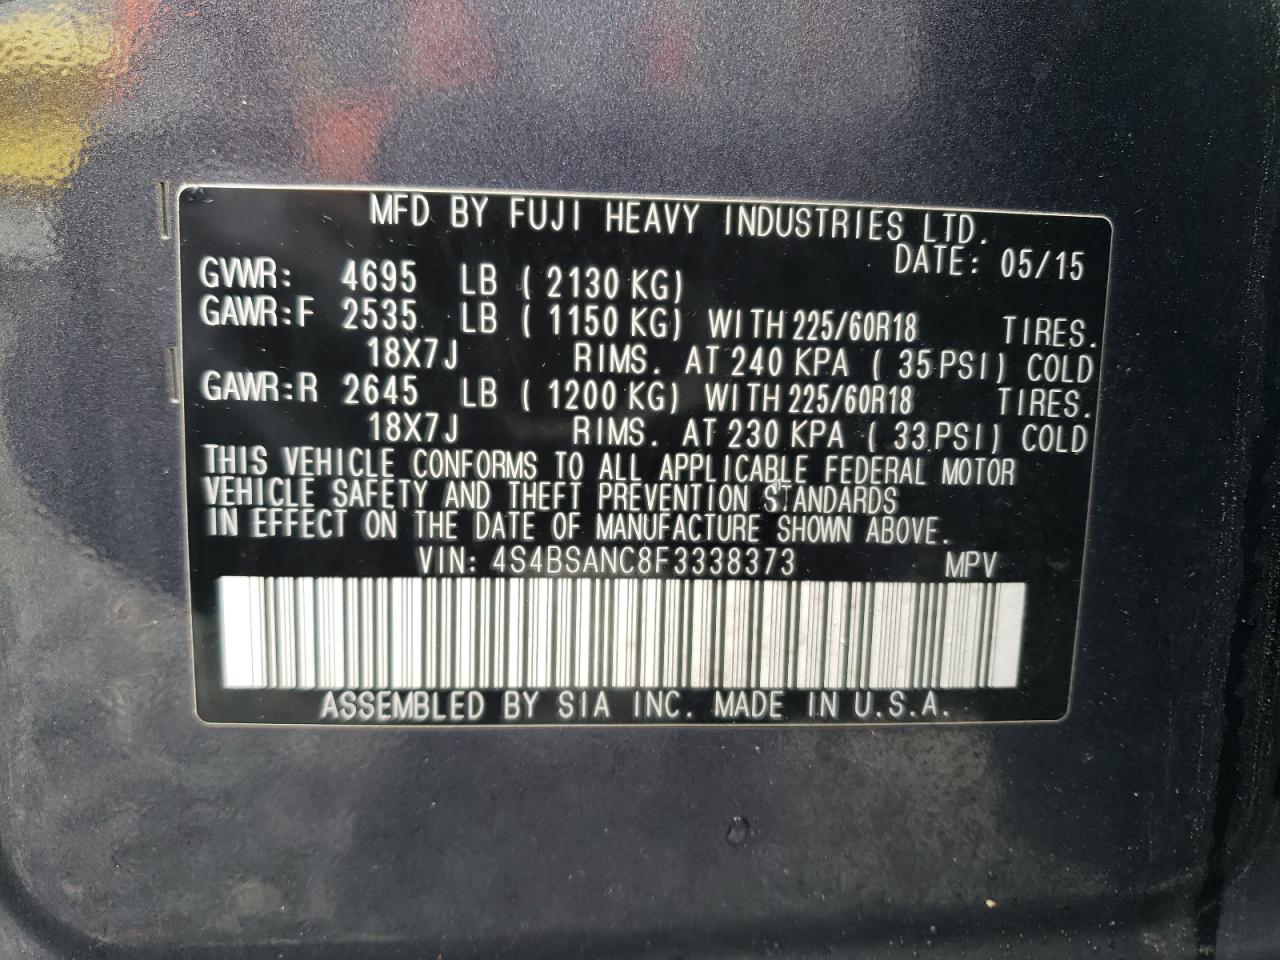 MFD BY FUJI HEAVY INDUSTRIES LTD.
DATE: 05/15
GVWR: 4695 LB ( 2130 KG)
GAWR:F 2535 LB ( 1150 KG) WITH 225/60R18 TIRES.
18X7J RIMS. AT 240 KPA ( 35 PSI) COLD
GAWR:R 2645 LB ( 1200 KG) WITH 225/60R18 TIRES.
18X7J RIMS. AT 230 KPA ( 33 PSI) COLD
THIS VEHICLE CONFORMS TO ALL APPLICABLE FEDERAL MOTOR
VEHICLE SAFETY AND THEFT PREVENTION STANDARDS
IN EFFECT ON THE DATE OF MANUFACTURE SHOWN ABOVE.
VIN: 4S4BSANC8F3338373 MPV
ASSEMBLED BY SIA INC. MADE IN U.S.A.